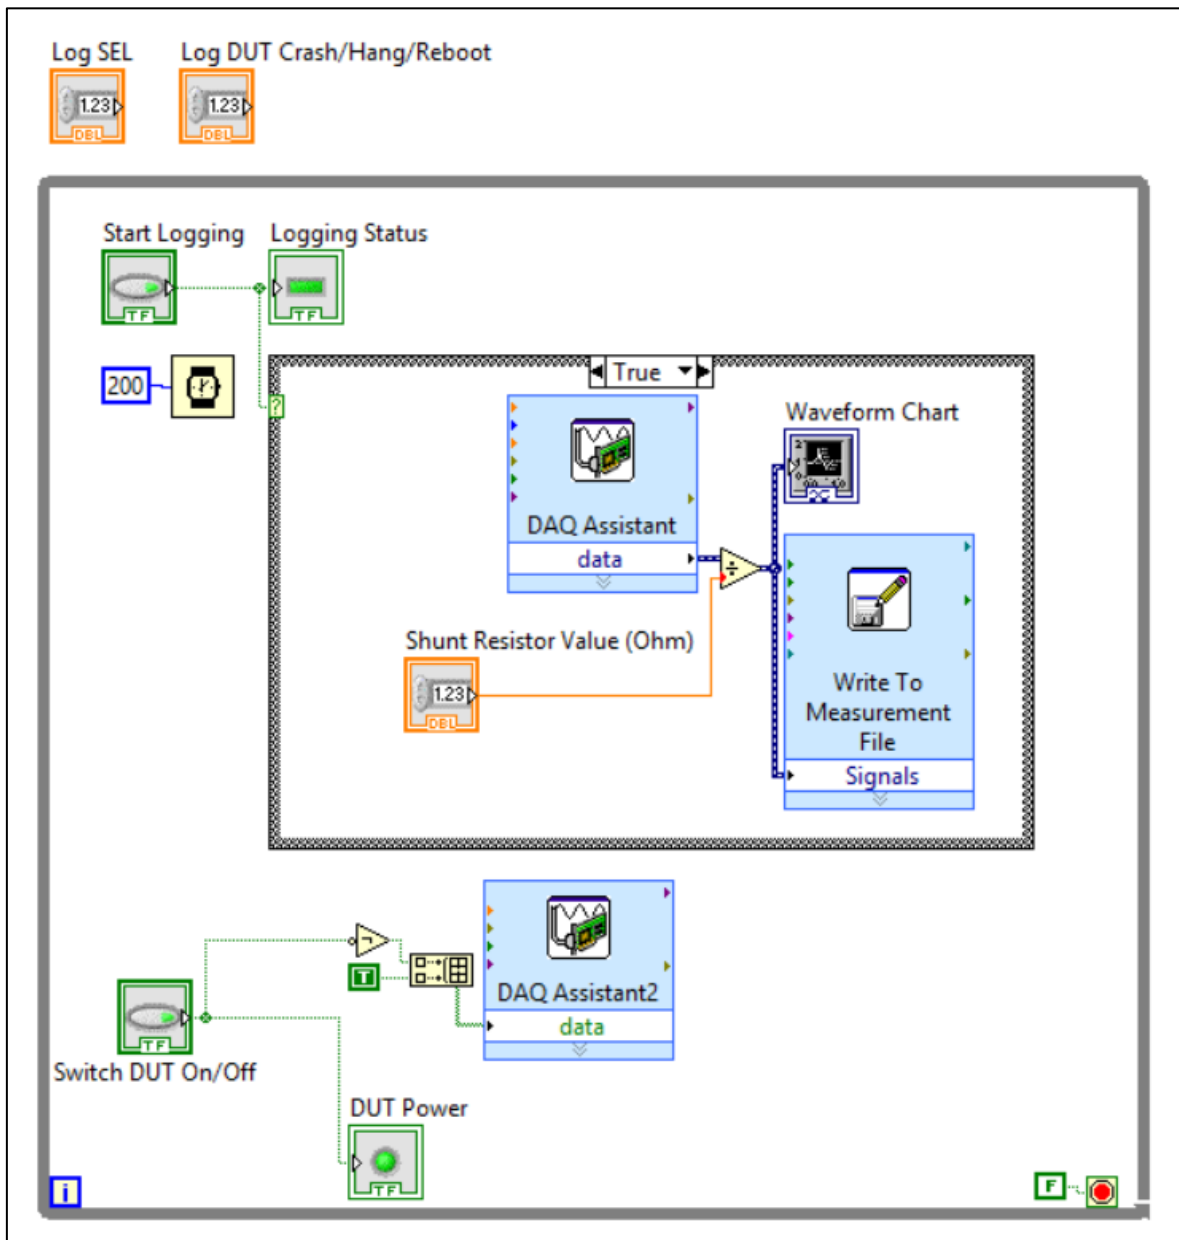 Log SEL
Log DUT Crash/Hang/Reboot
1.23
DBL
1.23
DBL
Start Logging
Logging Status
TF
TF
200
True
?
DAQ Assistant
data
÷
Waveform Chart
Shunt Resistor Value (Ohm)
1.23
DBL
Write To
Measurement
File
Signals
T
DAQ Assistant2
data
TF
Switch DUT On/Off
DUT Power
TF
i
F